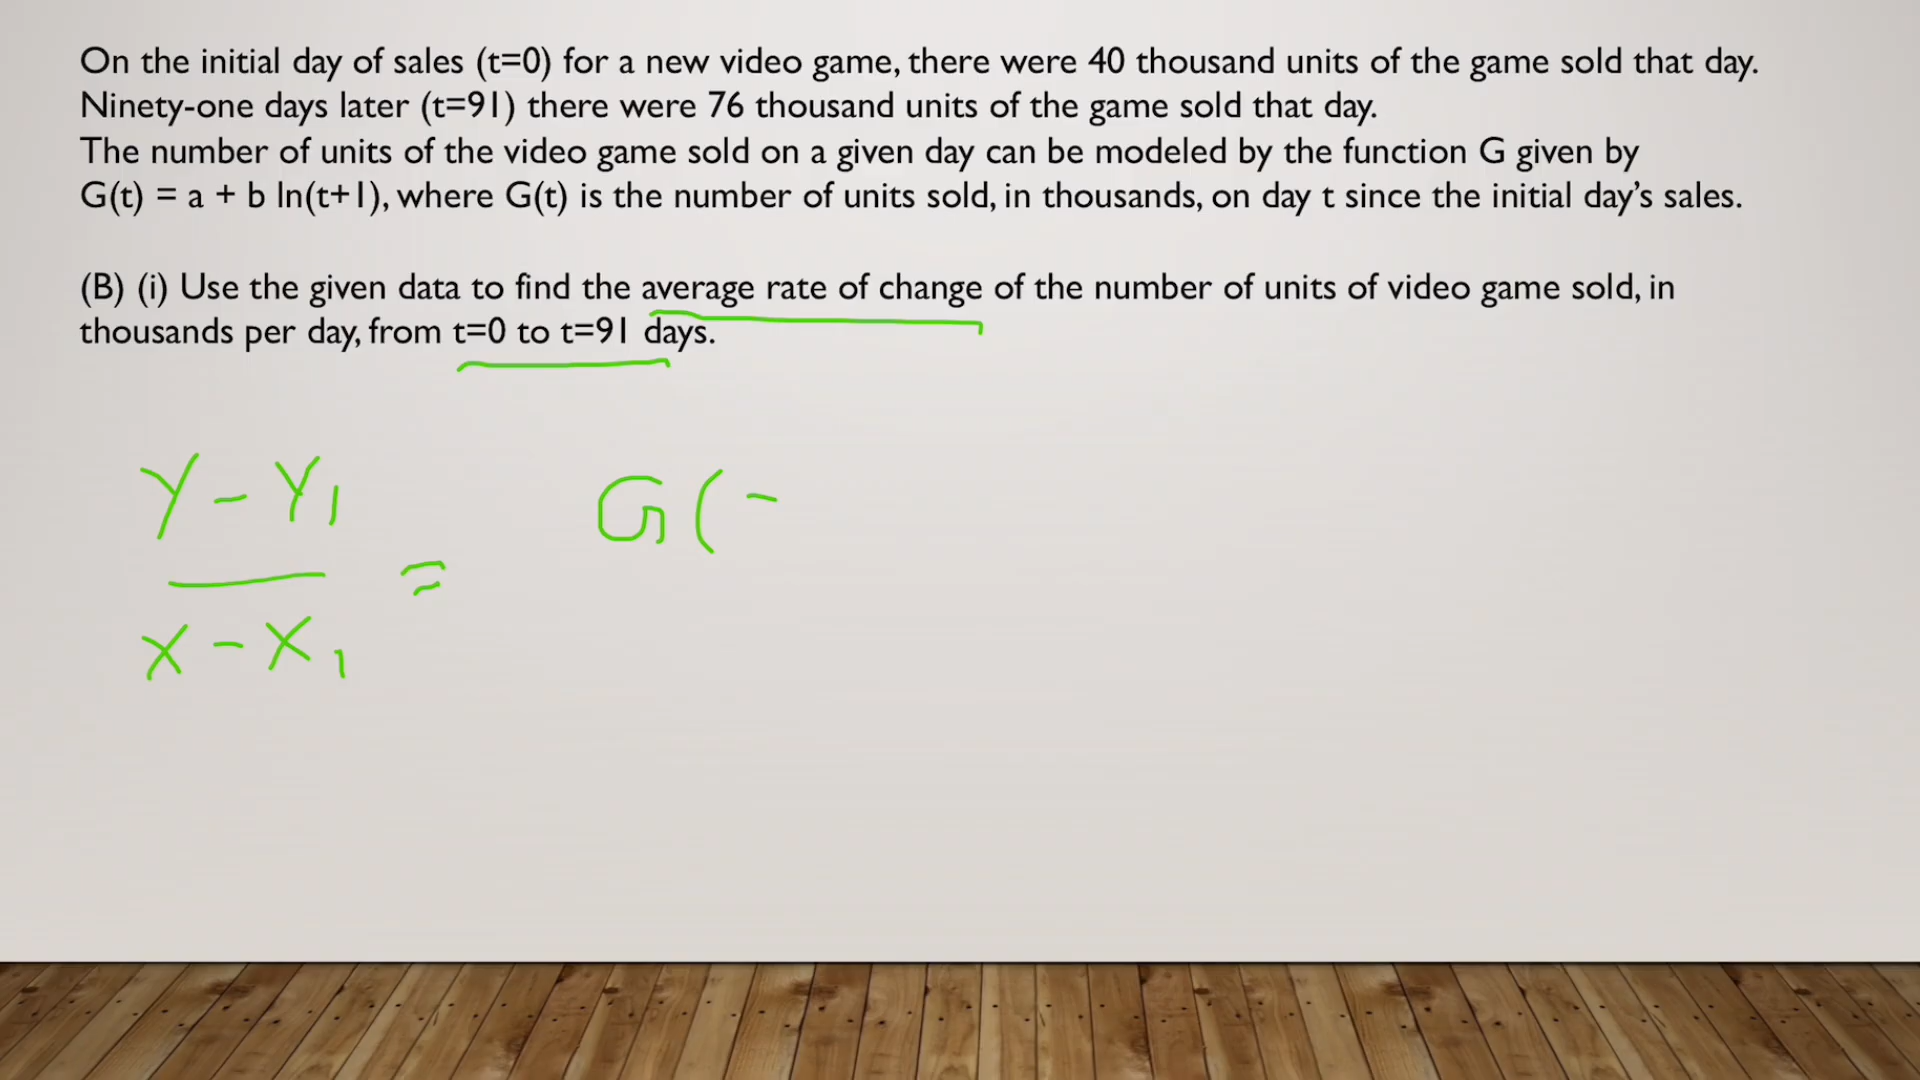 On the initial day of sales (t=0) for a new video game, there were 40 thousand units of the game sold that day.
Ninety-one days later (t=91) there were 76 thousand units of the game sold that day.
The number of units of the video game sold on a given day can be modeled by the function G given by
G(t) = a + b ln(t+1), where G(t) is the number of units sold, in thousands, on day t since the initial day’s sales.
(B) (i) Use the given data to find the average rate of change of the number of units of video game sold, in
thousands per day, from t=0 to t=91 days.
Y - Y1
X - X1
=
G(-